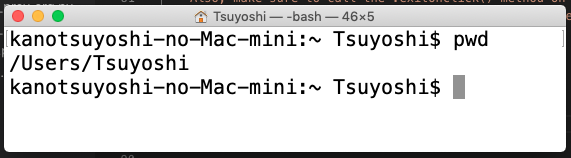 Tsuyoshi — -bash — 46×5
kanotsuyoshi-no-Mac-mini:~ Tsuyoshi$ pwd
/Users/Tsuyoshi
kanotsuyoshi-no-Mac-mini:~ Tsuyoshi$